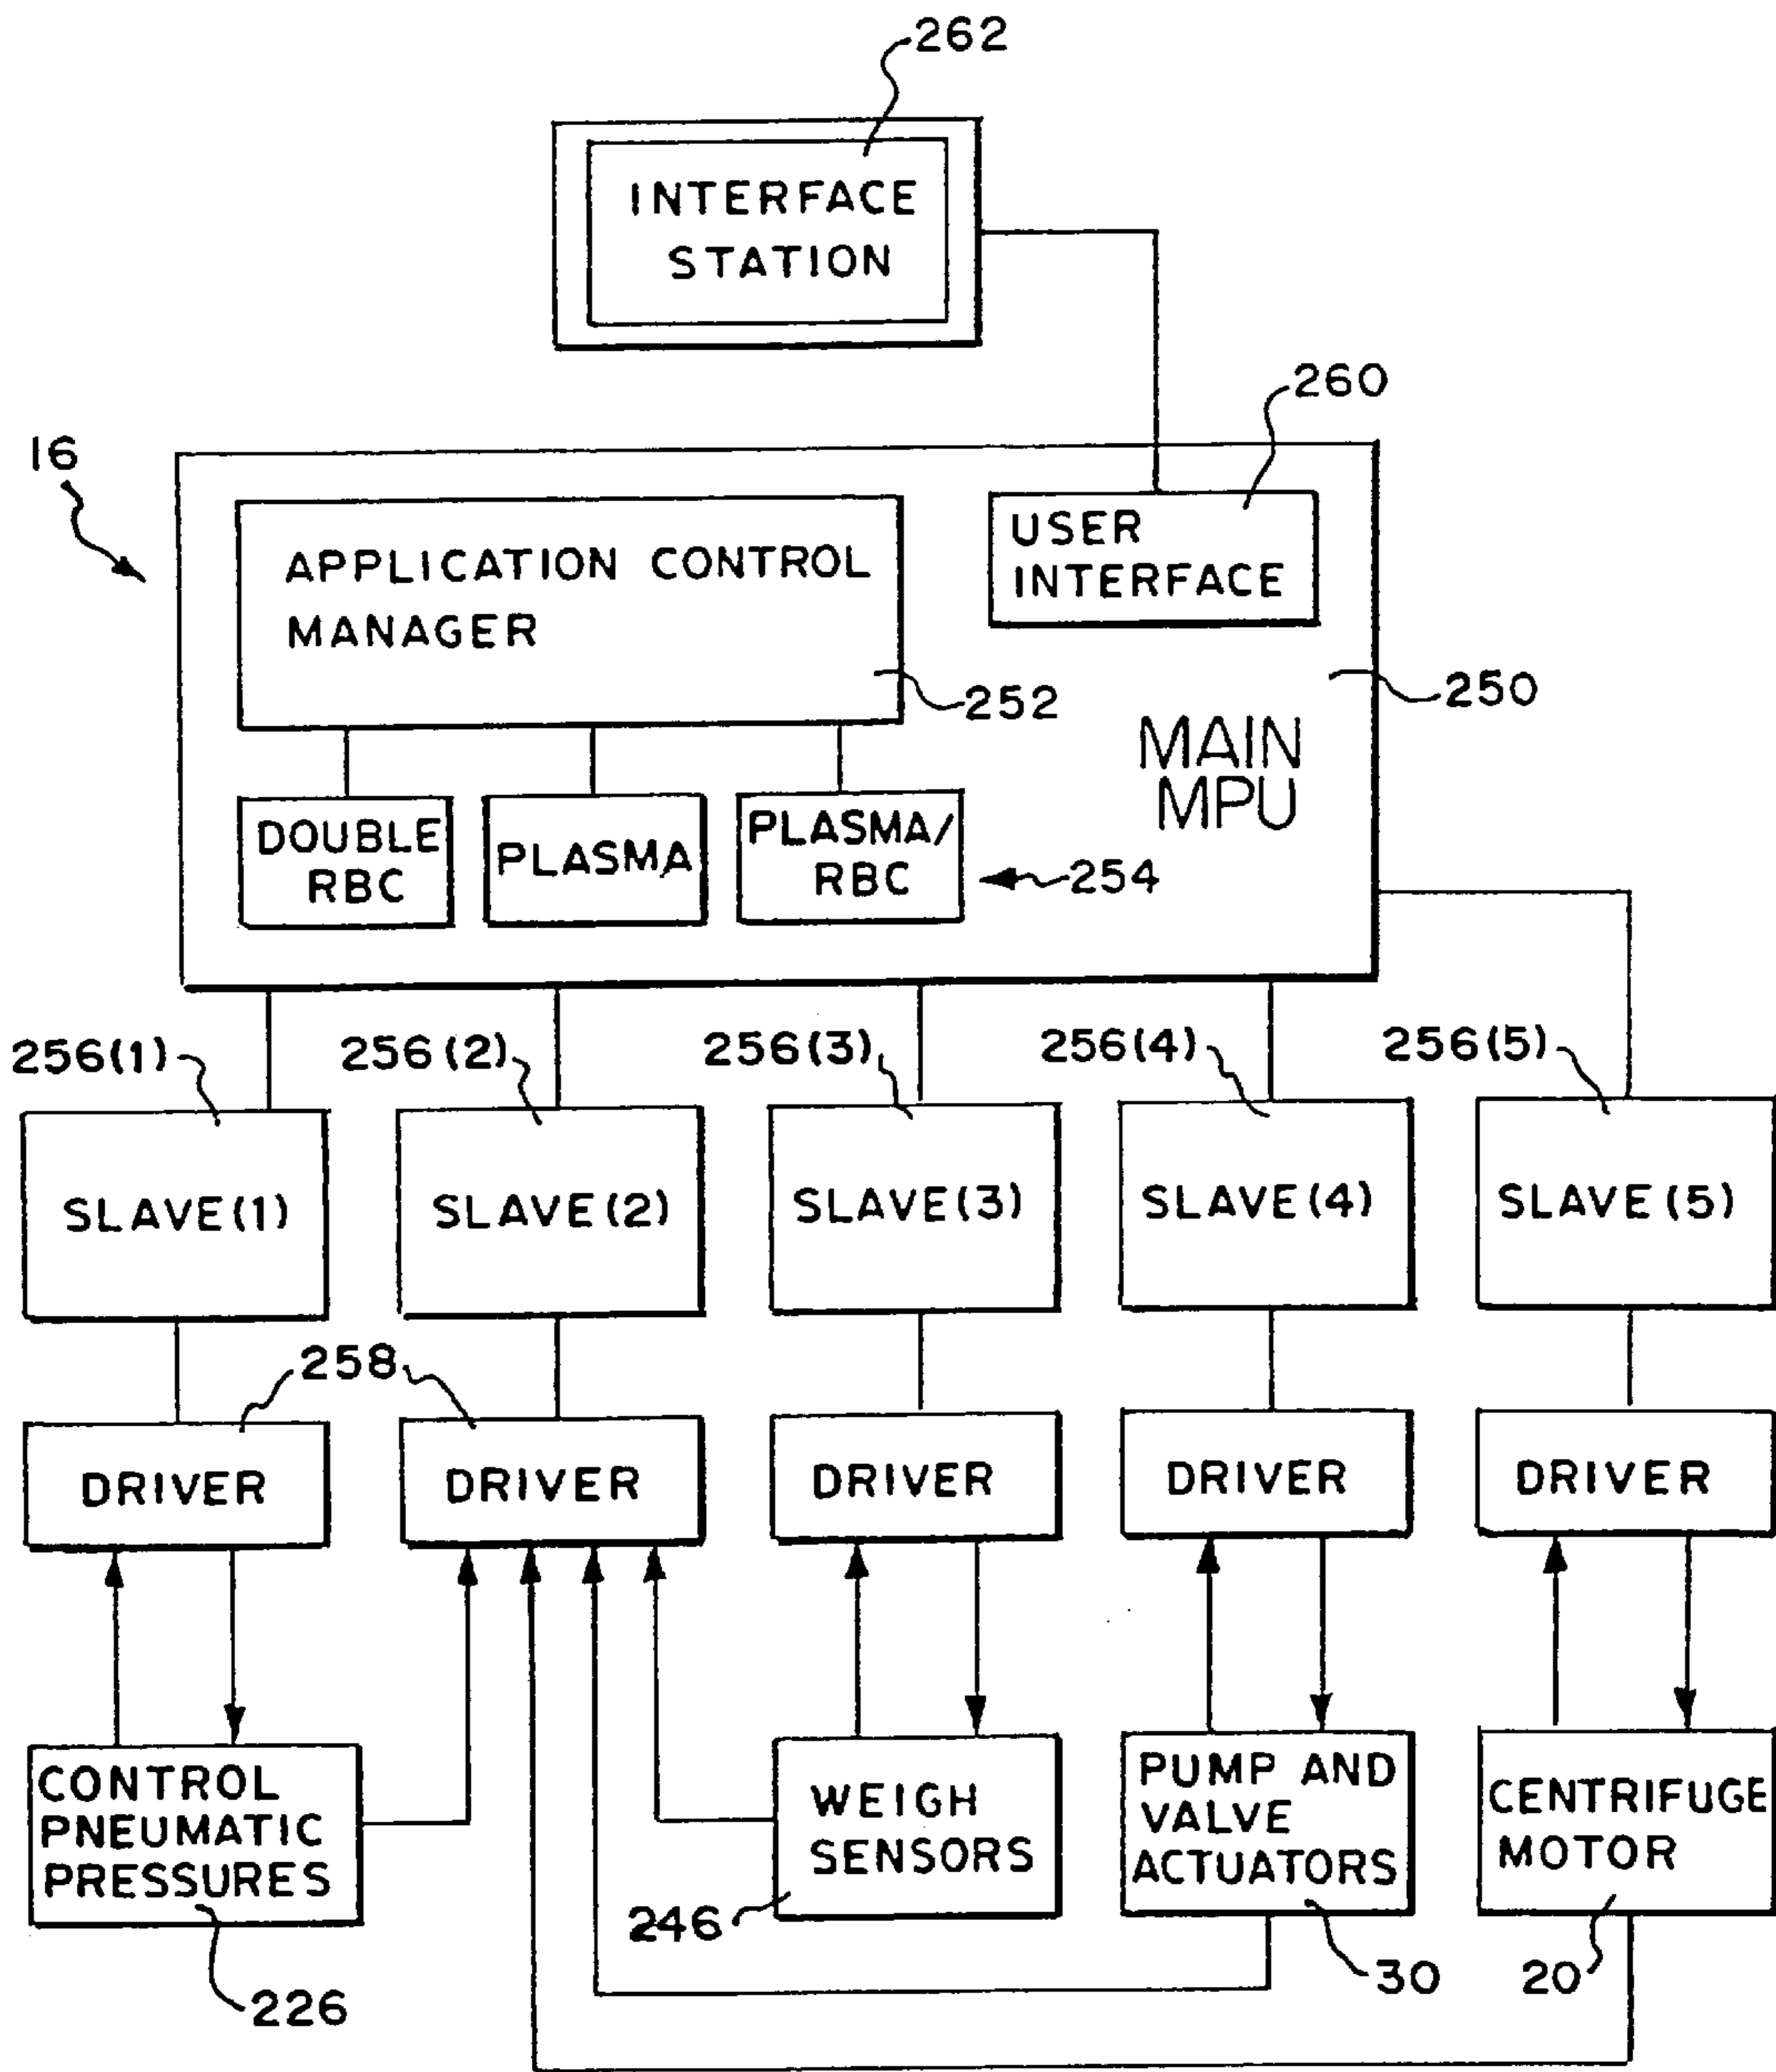 262
INTERFACE
STATION
260
16
USER
INTERFACE
APPLICATION CONTROL
MANAGER
252
250
MAIN
MPU
DOUBLE
RBC
PLASMA
PLASMA/
RBC
254
256(1)
256(2)
256(3)
256(4)
256(5)
SLAVE(1)
SLAVE(2)
SLAVE(3)
SLAVE(4)
SLAVE(5)
258
DRIVER
DRIVER
DRIVER
DRIVER
DRIVER
CONTROL
PNEUMATIC
PRESSURES
WEIGH
SENSORS
PUMP AND
VALVE
ACTUATORS
CENTRIFUGE
MOTOR
226
246
30
20